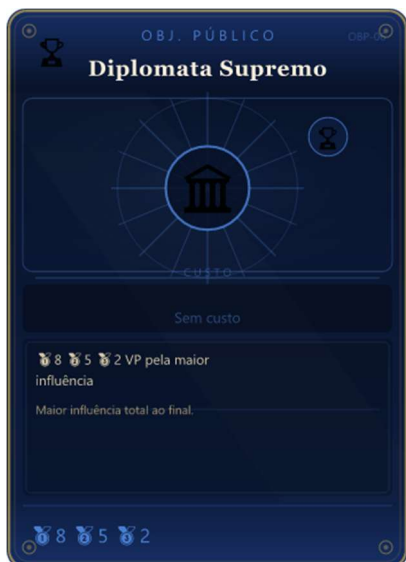 OBJ. PÚBLICO
Diplomata Supremo
CUSTO
Sem custo
🥇8 🥈5 🥉2 VP pela maior
influência
Maior influência total ao final.
🥇8 🥈5 🥉2